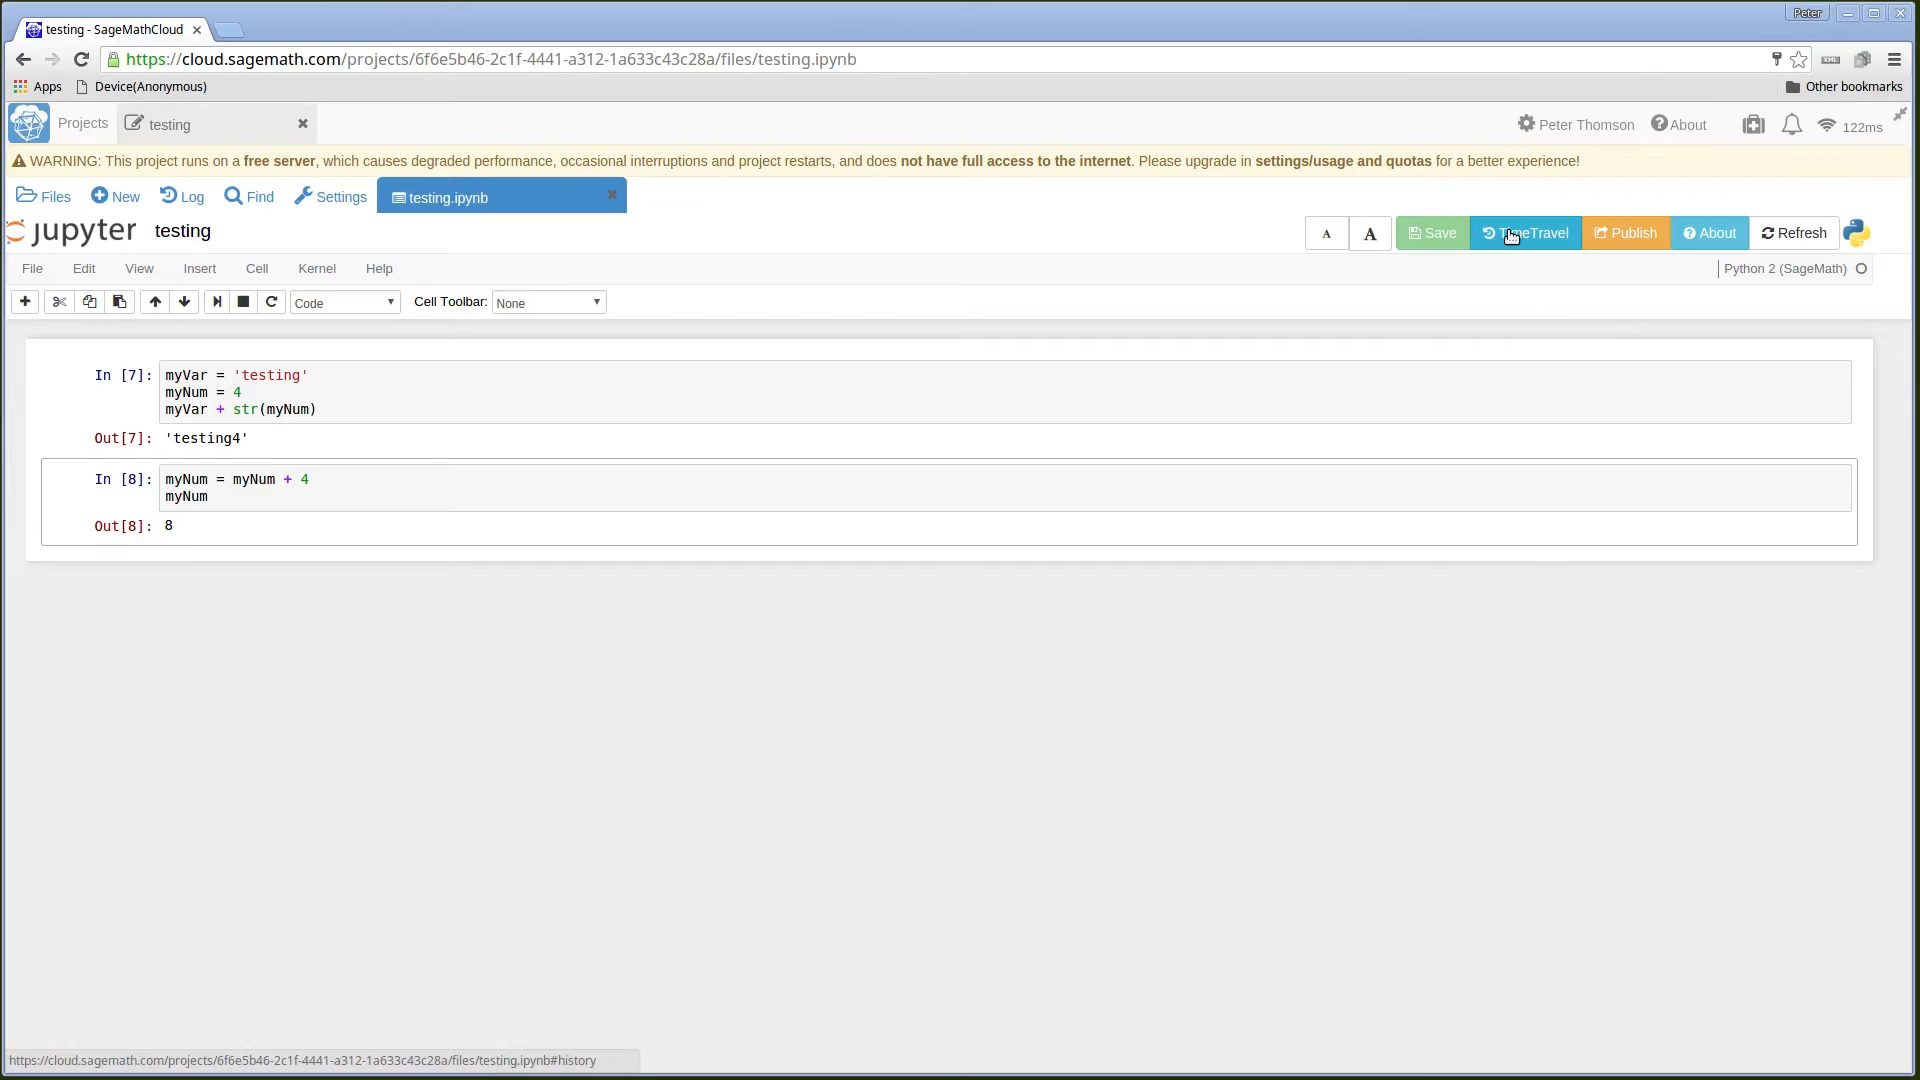 Peter
testing - SageMathCloud
https://cloud.sagemath.com/projects/6f6e5b46-2c1f-4441-a312-1a633c43c28a/files/testing.ipynb
Apps Device(Anonymous) Other bookmarks
Projects testing Peter Thomson About 122ms
WARNING: This project runs on a free server, which causes degraded performance, occasional interruptions and project restarts, and does not have full access to the internet. Please upgrade in settings/usage and quotas for a better experience!
Files New Log Find Settings testing.ipynb
jupyter testing A A Save TimeTravel Publish About Refresh
File Edit View Insert Cell Kernel Help Python 2 (SageMath)
Code Cell Toolbar: None
In [7]: myVar = 'testing'
myNum = 4
myVar + str(myNum)
Out[7]: 'testing4'
In [8]: myNum = myNum + 4
myNum
Out[8]: 8
https://cloud.sagemath.com/projects/6f6e5b46-2c1f-4441-a312-1a633c43c28a/files/testing.ipynb#history